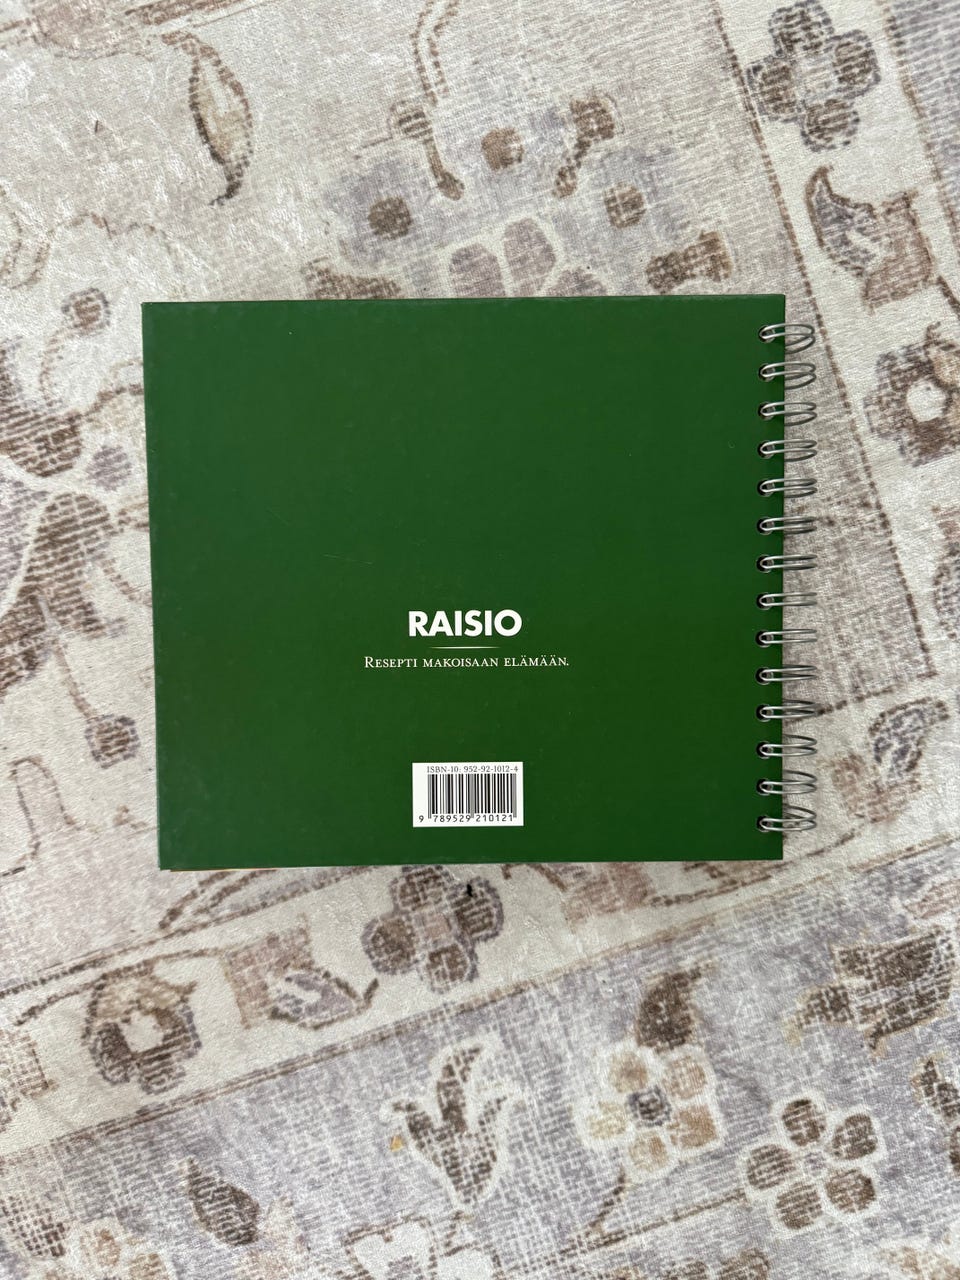 RAISIO
RESEPTI MAKOISAAN ELÄMÄÄN.
ISBN-10: 952-92-1012-4
9 789529 210121